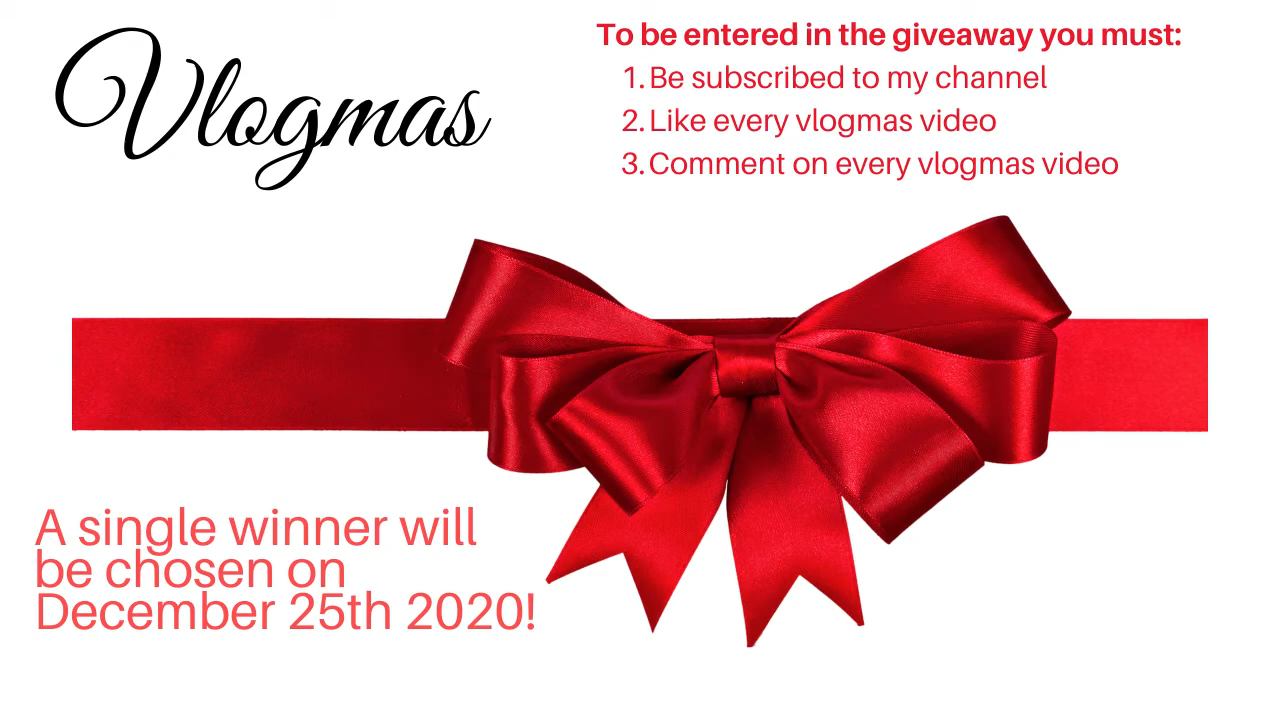 Vlogmas
To be entered in the giveaway you must:
1. Be subscribed to my channel
2. Like every vlogmas video
3. Comment on every vlogmas video
A single winner will
be chosen on
December 25th 2020!